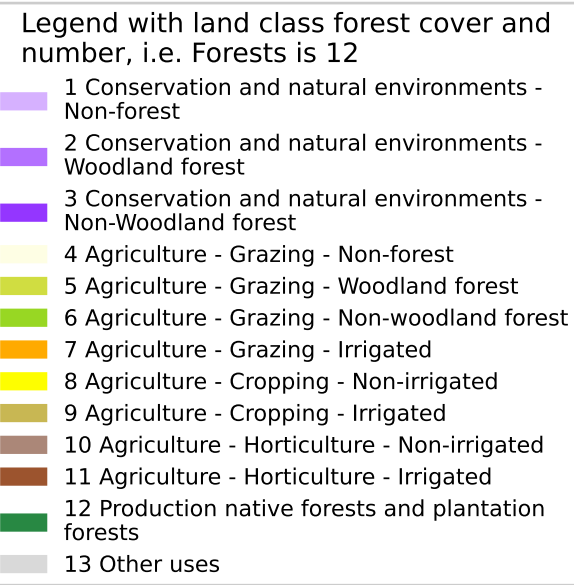 Legend with land class forest cover and
number, i.e. Forests is 12
1 Conservation and natural environments -
Non-forest
2 Conservation and natural environments -
Woodland forest
3 Conservation and natural environments -
Non-Woodland forest
4 Agriculture - Grazing - Non-forest
5 Agriculture - Grazing - Woodland forest
6 Agriculture - Grazing - Non-woodland forest
7 Agriculture - Grazing - Irrigated
8 Agriculture - Cropping - Non-irrigated
9 Agriculture - Cropping - Irrigated
10 Agriculture - Horticulture - Non-irrigated
11 Agriculture - Horticulture - Irrigated
12 Production native forests and plantation
forests
13 Other uses